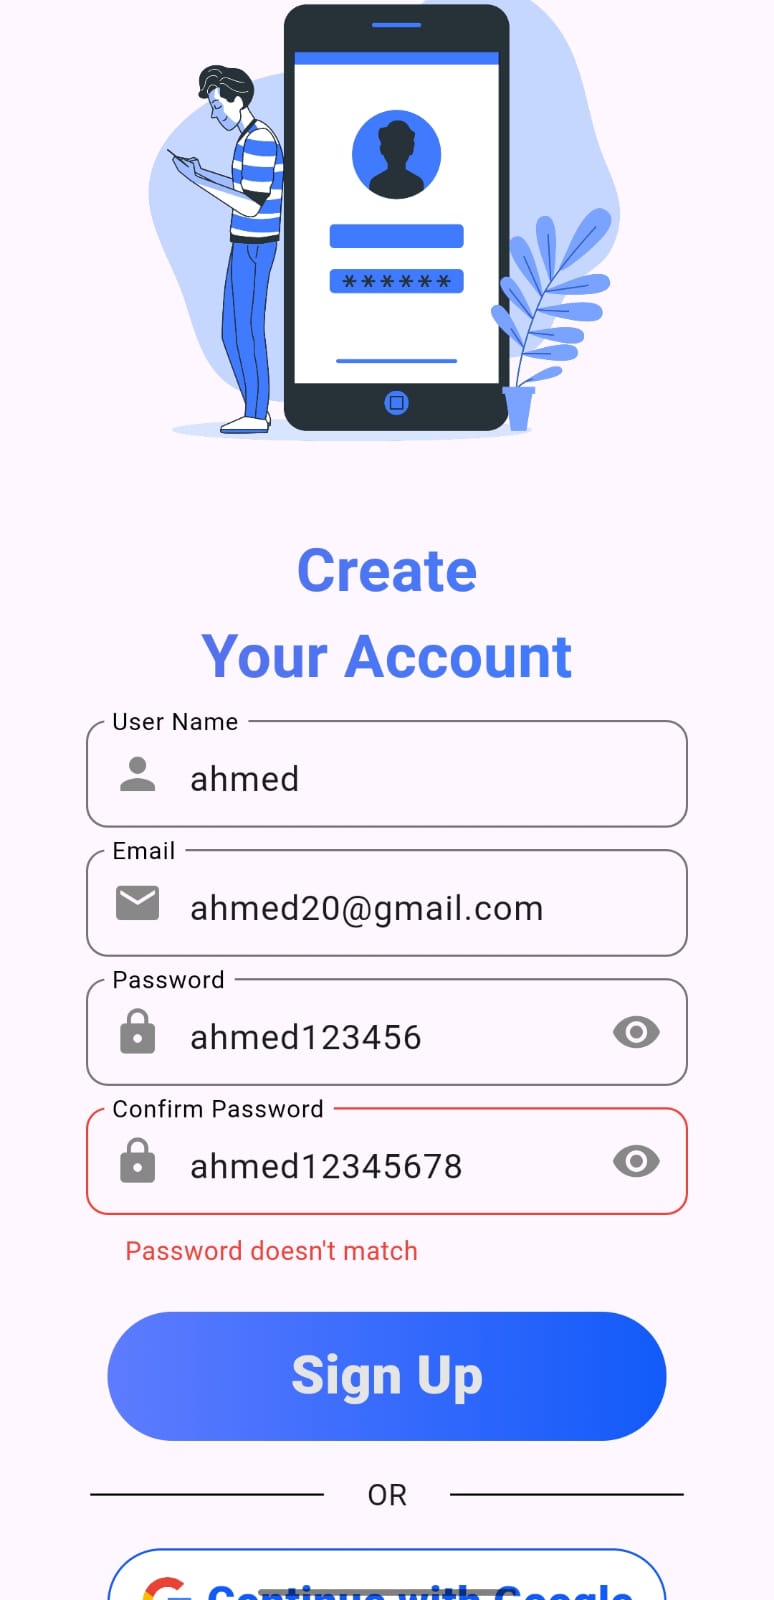 ******
Create
Your Account
User Name
ahmed
Email
ahmed20@gmail.com
Password
ahmed123456
Confirm Password
ahmed12345678
Password doesn't match
Sign Up
OR
Continue with Google